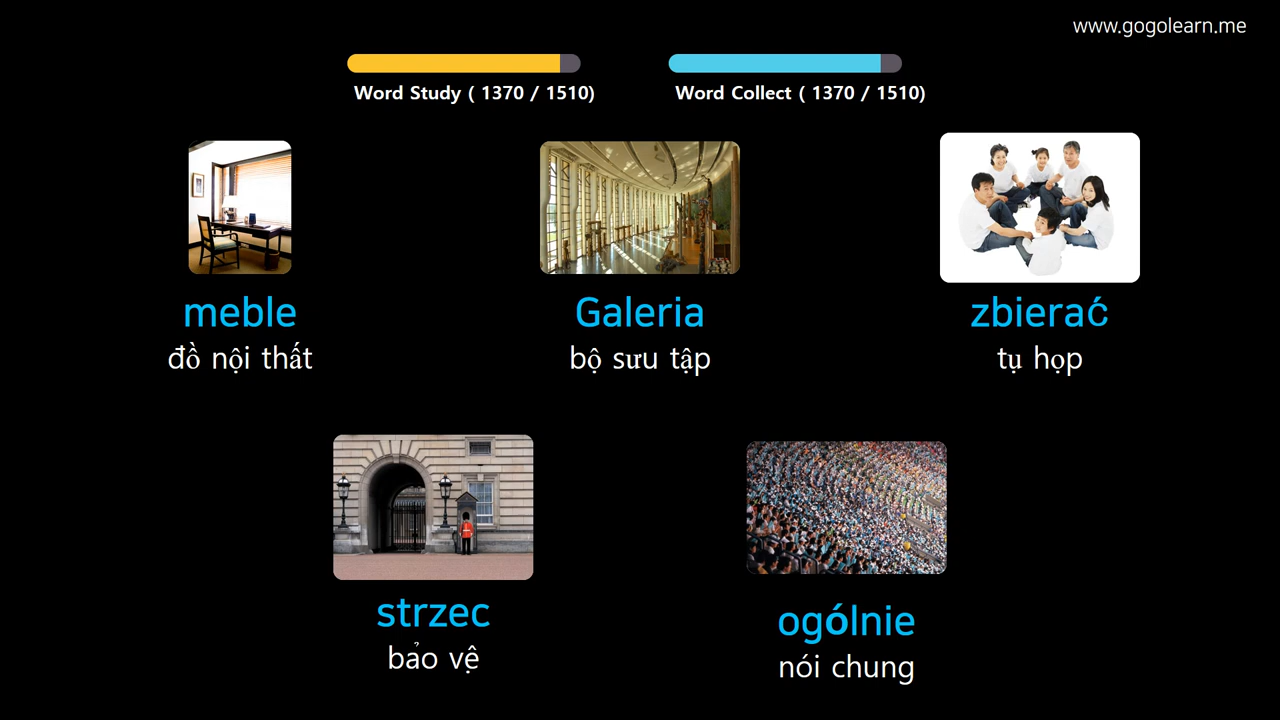 www.gogolearn.me
Word Study ( 1370 / 1510)
Word Collect ( 1370 / 1510)
meble
đồ nội thất
Galeria
bộ sưu tập
zbierać
tụ họp
strzec
bảo vệ
ogólnie
nói chung